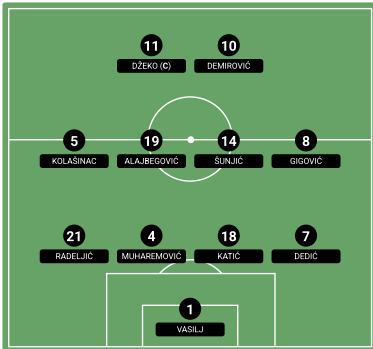 11 10
DŽEKO (C) DEMIROVIĆ
5 19 14 8
KOLAŠINAC ALAJBEGOVIĆ ŠUNJIĆ GIGOVIĆ
21 4 18 7
RADELJIĆ MUHAREMOVIĆ KATIĆ DEDIĆ
1
VASILJ